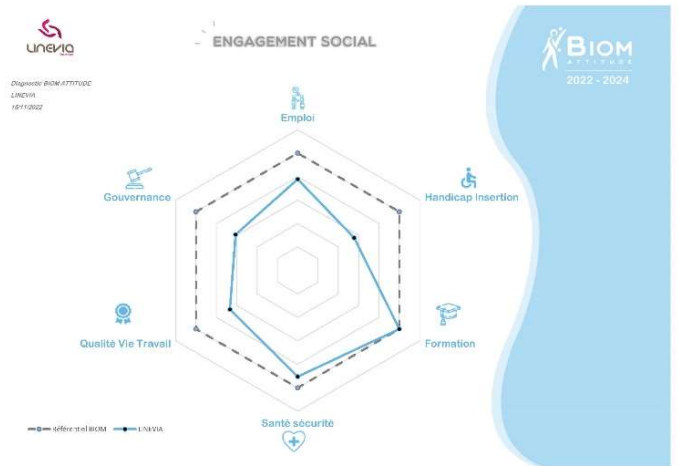 LINEVIA
ENGAGEMENT SOCIAL
BIOM
ATTITUDE
2022 - 2024
Diagnostic BIOM ATTITUDE
LINEVIA
18/11/2022
Emploi
Gouvernance
Handicap Insertion
Qualité Vie Travail
Formation
Santé sécurité
Référentiel BIOM
LINEVIA